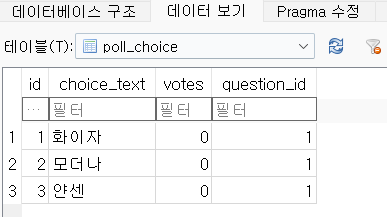 데이터베이스 구조 데이터 보기 Pragma 수정
테이블(T): poll_choice
id choice_text votes question_id
... 필터 필터 필터
1 1 화이자 0 1
2 2 모더나 0 1
3 3 얀센 0 1